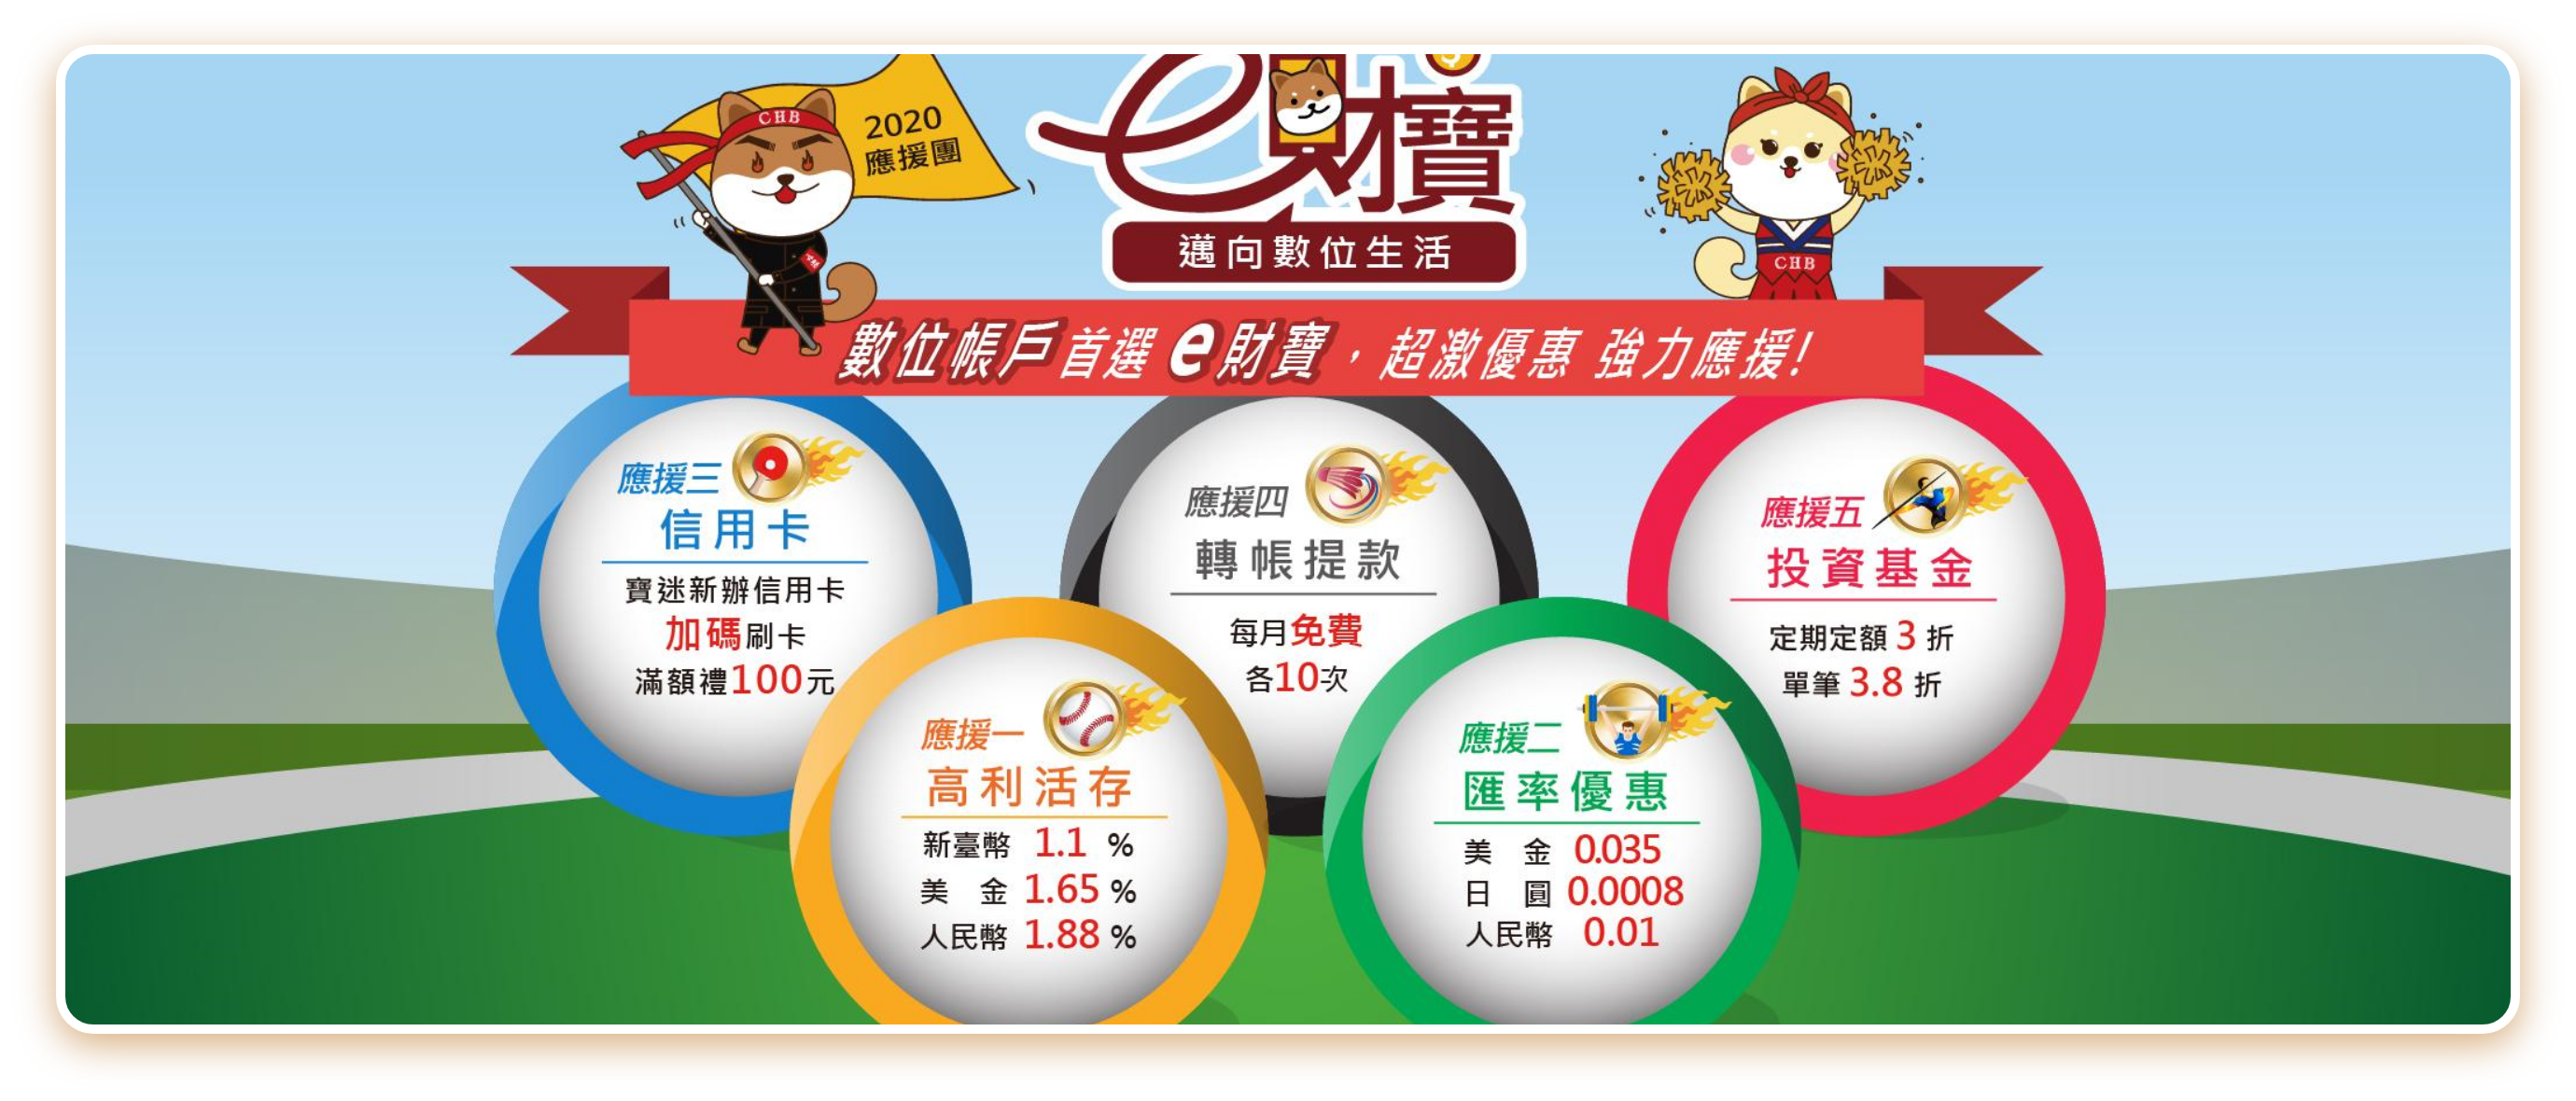 CHB
2020
應援團
e財寶
邁向數位生活
CHB
數位帳戶首選 e財寶，超激優惠 強力應援!
應援三
信用卡
寶迷新辦信用卡
加碼刷卡
滿額禮100元
應援四
轉帳提款
每月免費
各10次
應援五
投資基金
定期定額 3 折
單筆 3.8 折
應援一
高利活存
新臺幣 1.1 %
美 金 1.65 %
人民幣 1.88 %
應援二
匯率優惠
美 金 0.035
日 圓 0.0008
人民幣 0.01